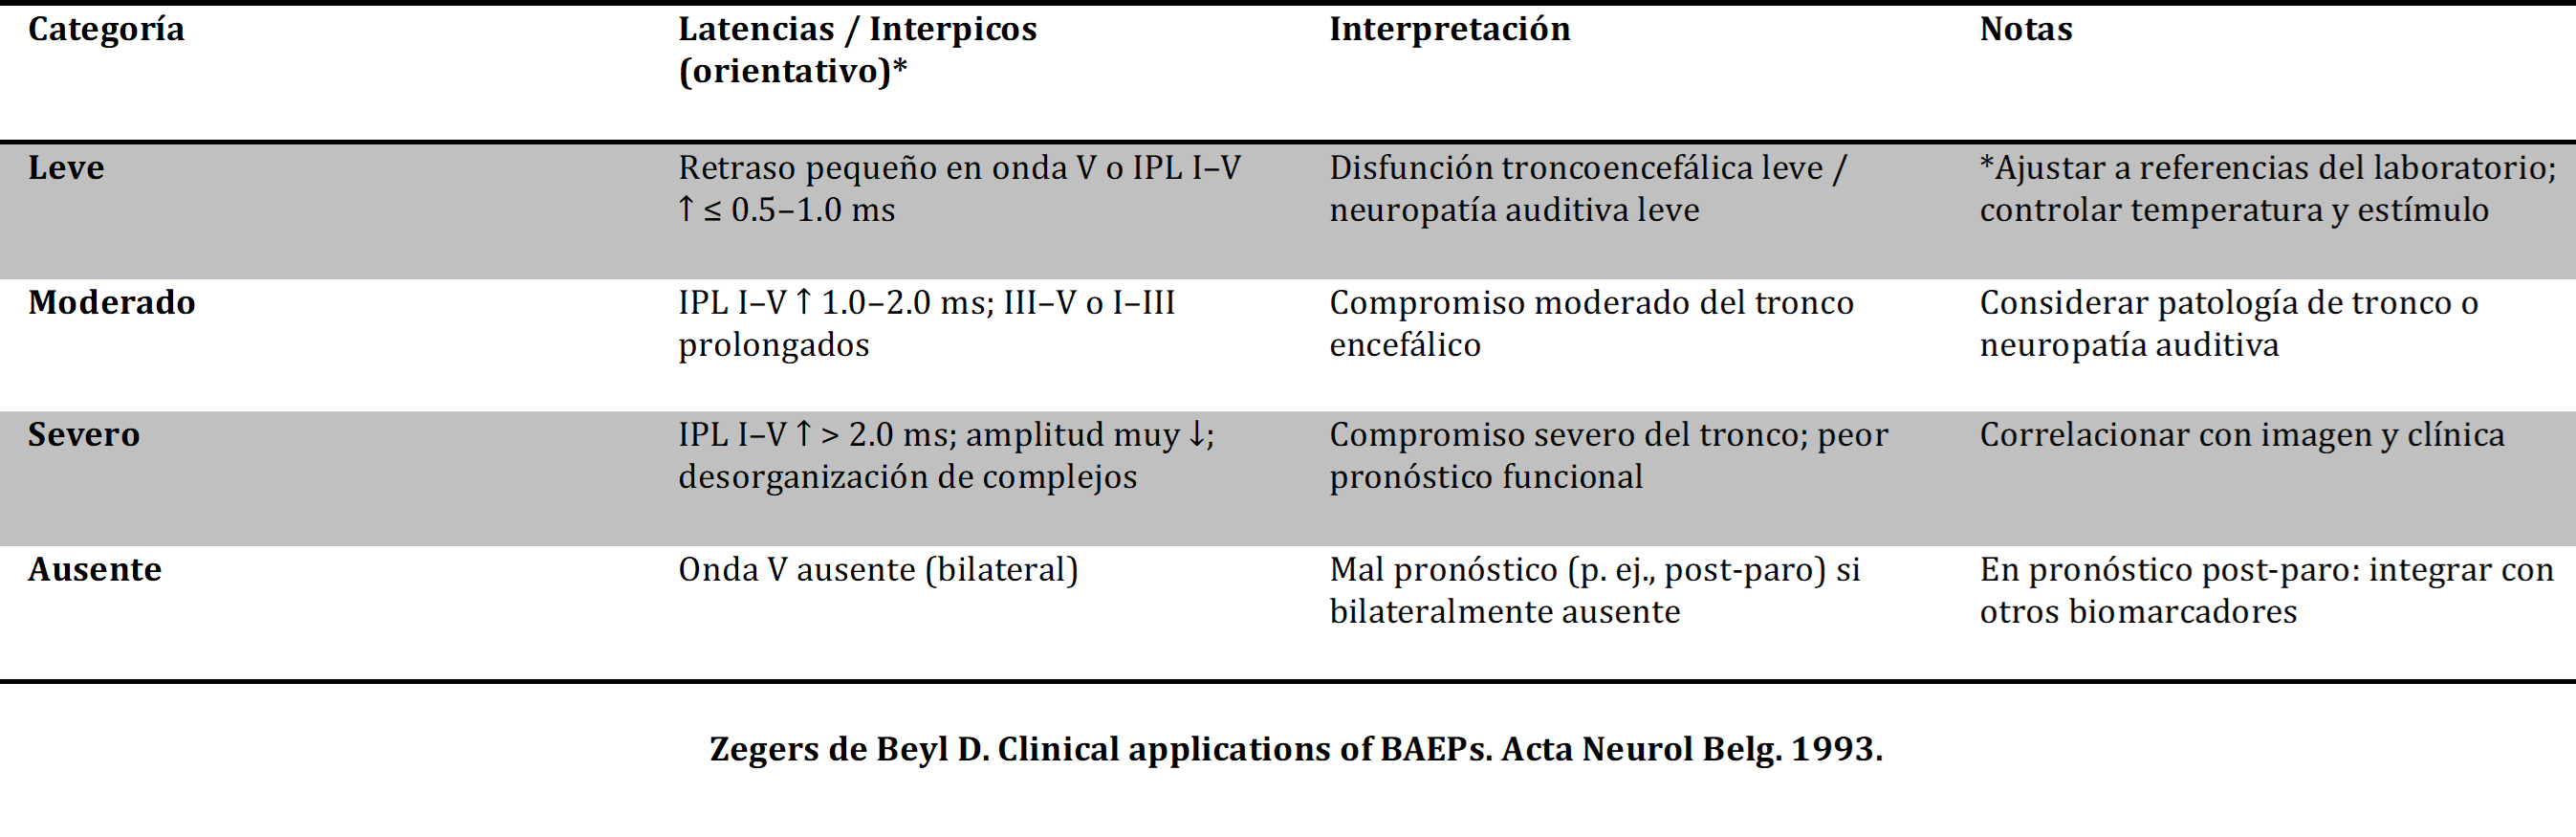 Categoría
Latencias / Interpicos
(orientativo)*
Interpretación
Notas
Leve
Retraso pequeño en onda V o IPL I–V
↑ ≤ 0.5–1.0 ms
Disfunción troncoencefálica leve /
neuropatía auditiva leve
*Ajustar a referencias del laboratorio;
controlar temperatura y estímulo
Moderado
IPL I–V ↑ 1.0–2.0 ms; III–V o I–III
prolongados
Compromiso moderado del tronco
encefálico
Considerar patología de tronco o
neuropatía auditiva
Severo
IPL I–V ↑ > 2.0 ms; amplitud muy ↓;
desorganización de complejos
Compromiso severo del tronco; peor
pronóstico funcional
Correlacionar con imagen y clínica
Ausente
Onda V ausente (bilateral)
Mal pronóstico (p. ej., post-paro) si
bilateralmente ausente
En pronóstico post-paro: integrar con
otros biomarcadores
Zegers de Beyl D. Clinical applications of BAEPs. Acta Neurol Belg. 1993.